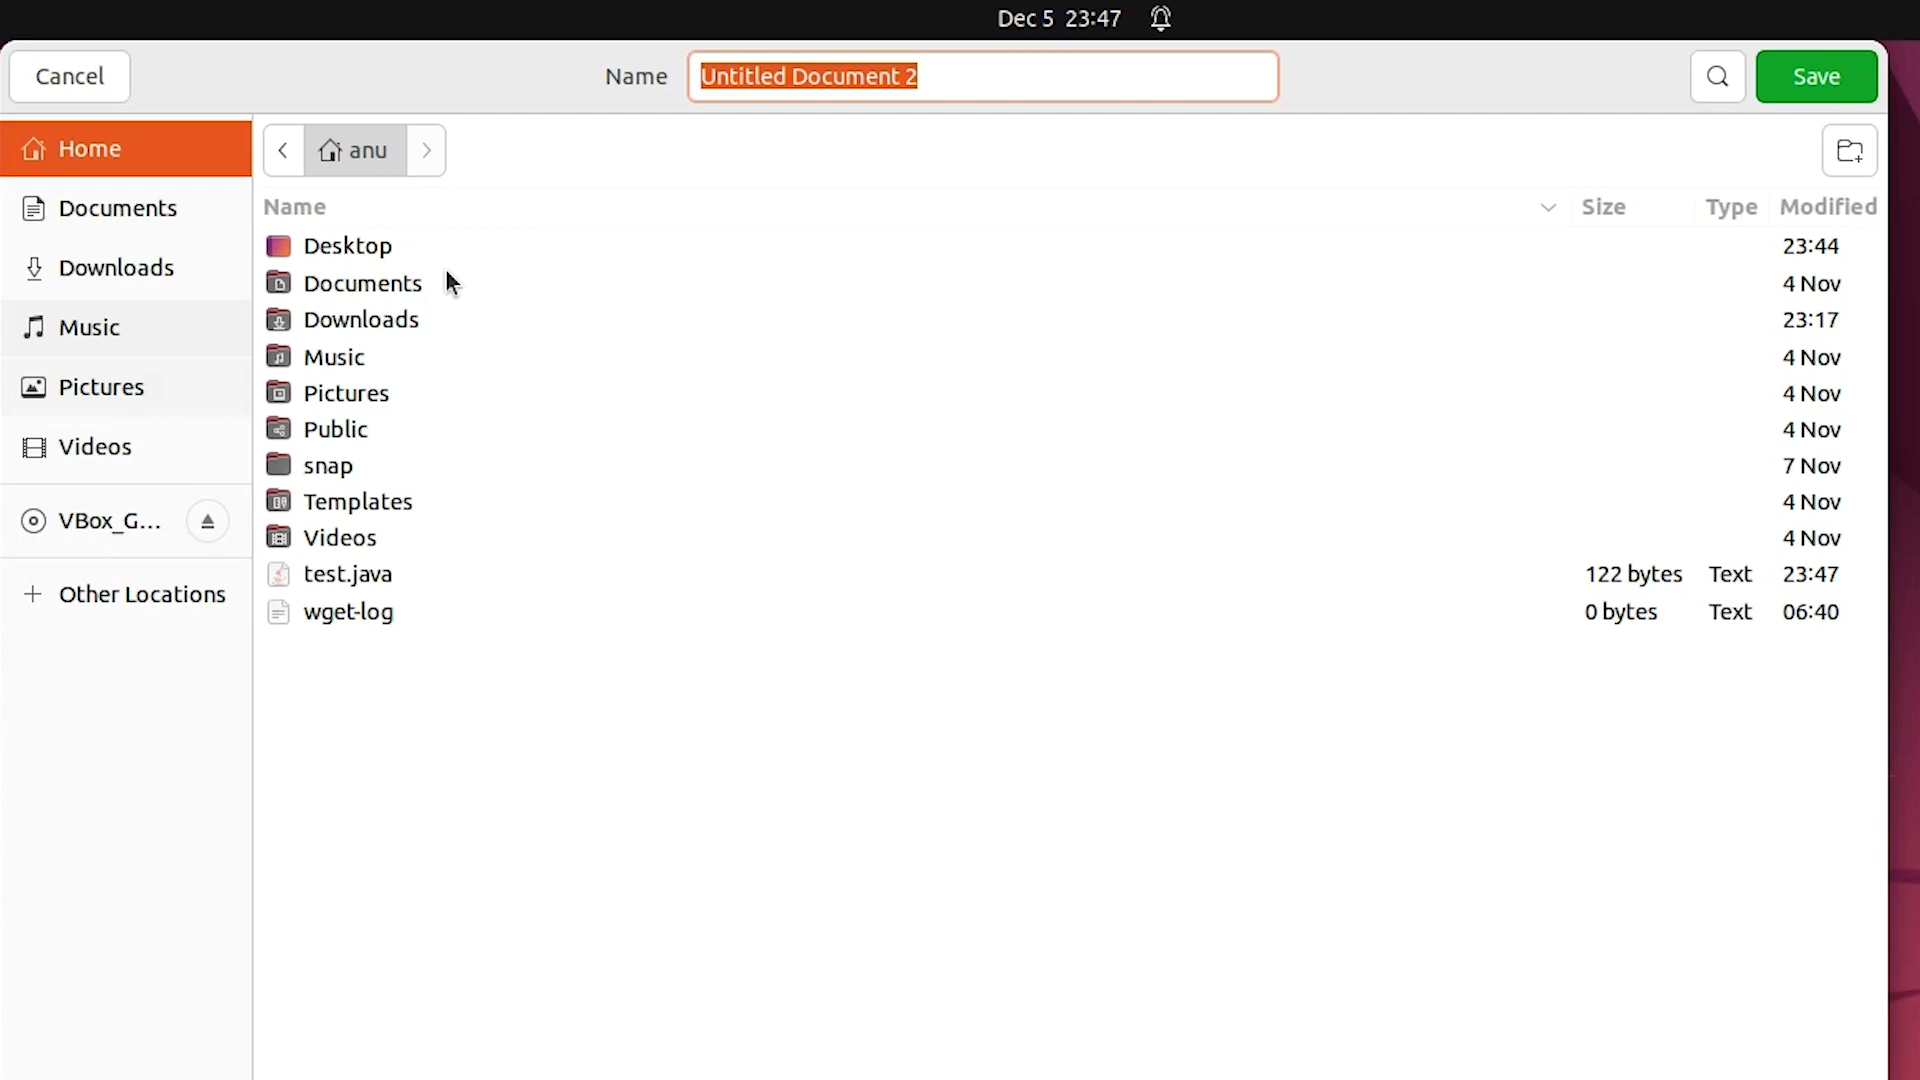 Dec 5 23:47
Cancel
Name
Untitled Document 2
Save
Home
Documents
Downloads
Music
Pictures
Videos
VBox_G...
Other Locations
anu
Name Size Type Modified
Desktop 23:44
Documents 4 Nov
Downloads 23:17
Music 4 Nov
Pictures 4 Nov
Public 4 Nov
snap 7 Nov
Templates 4 Nov
Videos 4 Nov
test.java 122 bytes Text 23:47
wget-log 0 bytes Text 06:40